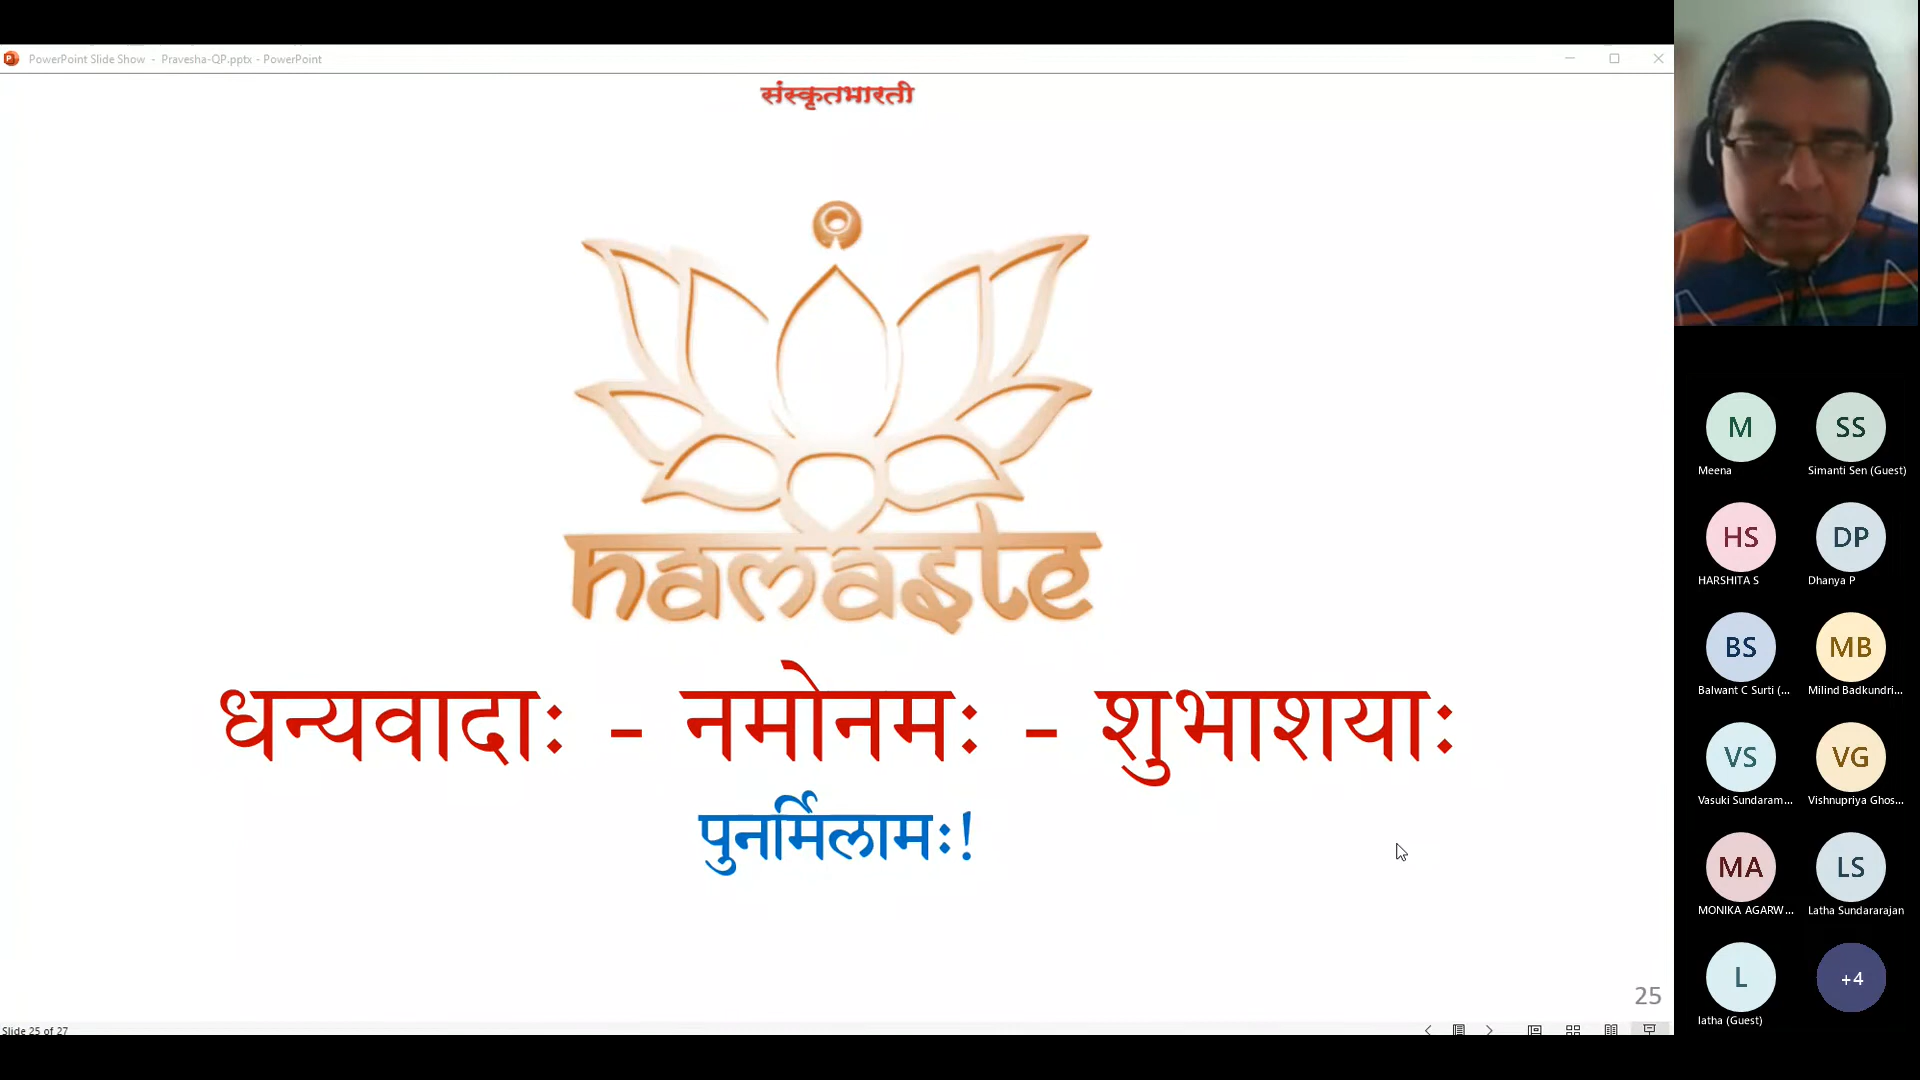 PowerPoint Slide Show - Pravesha-QP.pptx - PowerPoint
संस्कृतभारती
namaste
धन्यवादाः - नमोनमः - शुभाशयाः
पुनर्मिलामः!
25
Slide 25 of 27
M
Meena
SS
Simanti Sen (Guest)
HS
HARSHITA S
DP
Dhanya P
BS
Balwant C Surti (...
MB
Milind Badkundri...
VS
Vasuki Sundaram...
VG
Vishnupriya Ghos...
MA
MONIKA AGARW...
LS
Latha Sundararajan
L
latha (Guest)
+4